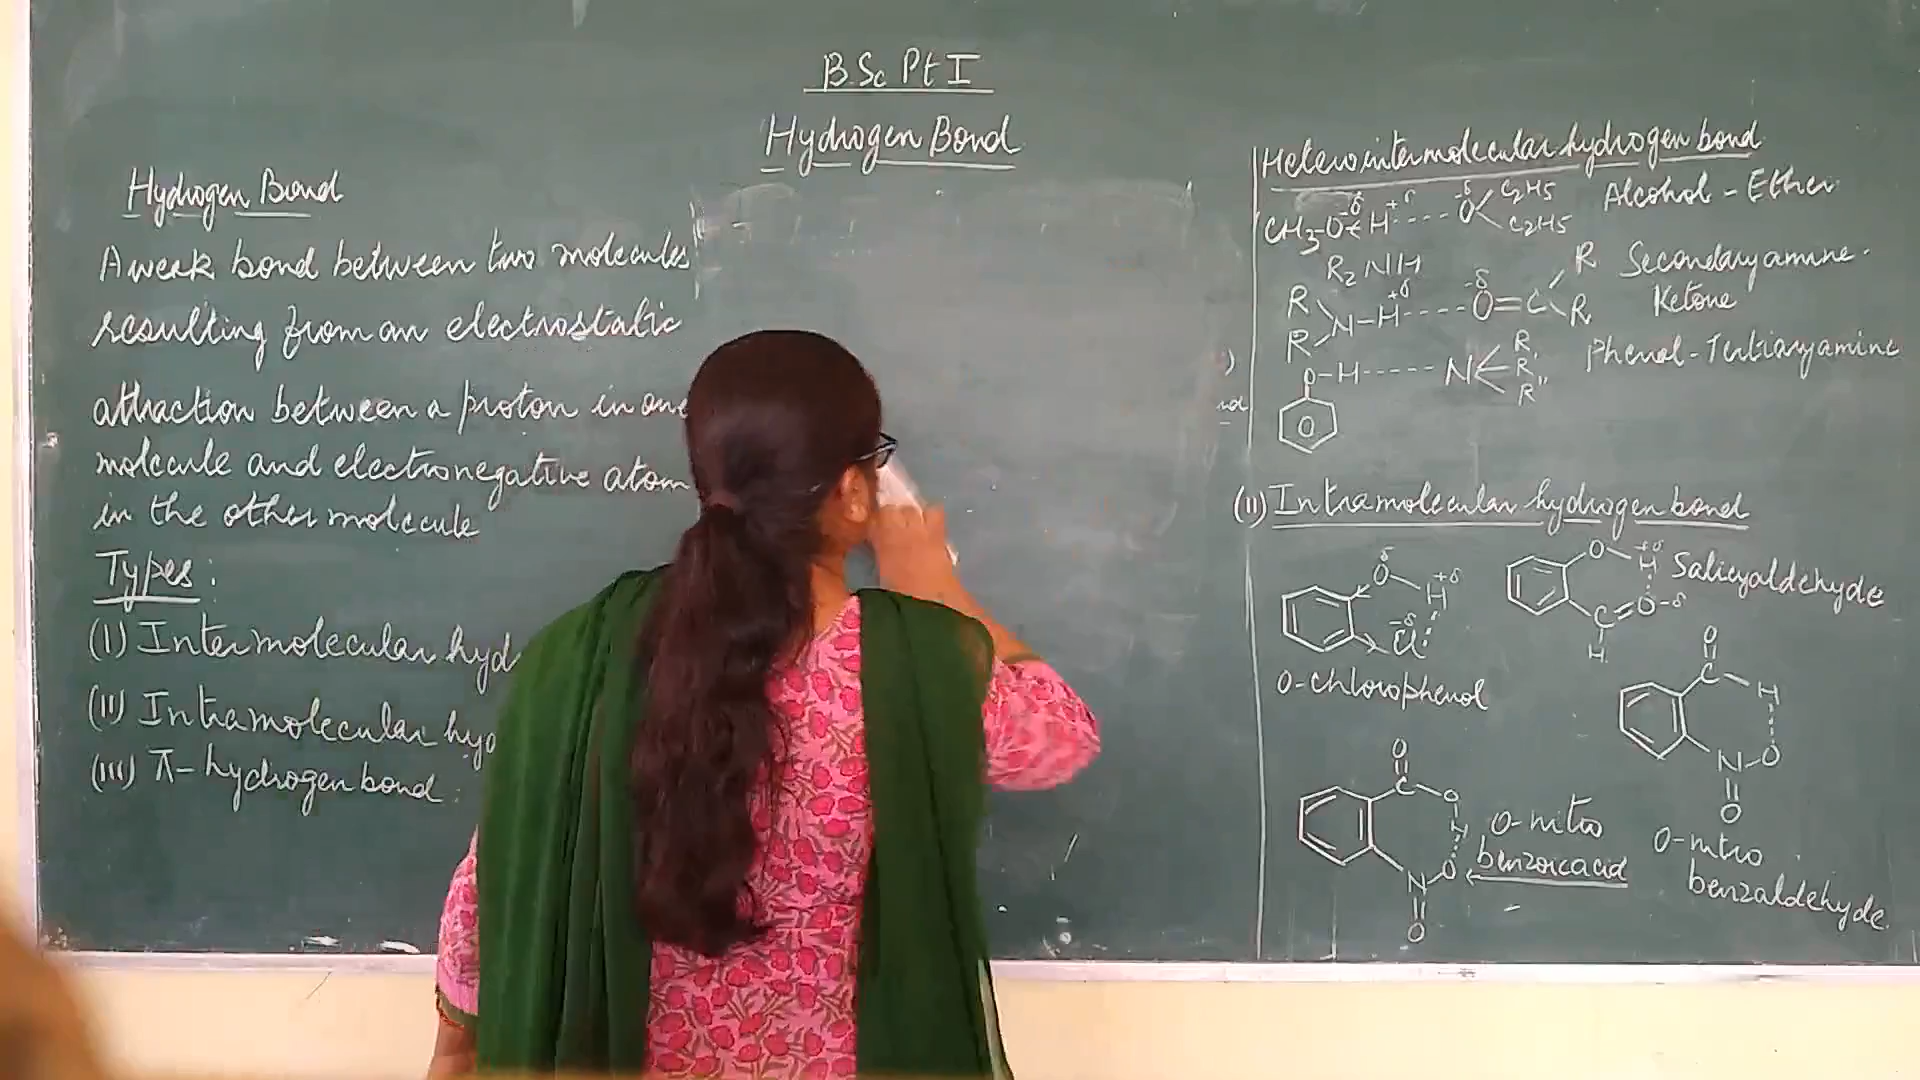 B.Sc Pt I
Hydrogen Bond
Hydrogen Bond
A weak bond between two molecules
resulting from an electrostatic
attraction between a proton in one
molecule and electronegative atom
in the other molecule
Types :
(I) Intermolecular hyd
(II) Intramolecular hyd
(III) π-hydrogen bond.
Heterointermolecular hydrogen bond
CH3-O H O C2H5 C2H5 Alcohol - Ether
-δ +δ -δ
R2NH
R R N-H O=C R R Secondary amine -
+δ -δ
Ketone
O-H N R R' R'' Phenol - Tertiary amine
(II) Intramolecular hydrogen bond
δ O H +δ -δ Cl
O-chlorophenol
O H +δ C O -δ H Salicyaldehyde
O C H N O O
O-nitro
benzaldehyde
O C O H O N O
O-nitro
benzoic acid